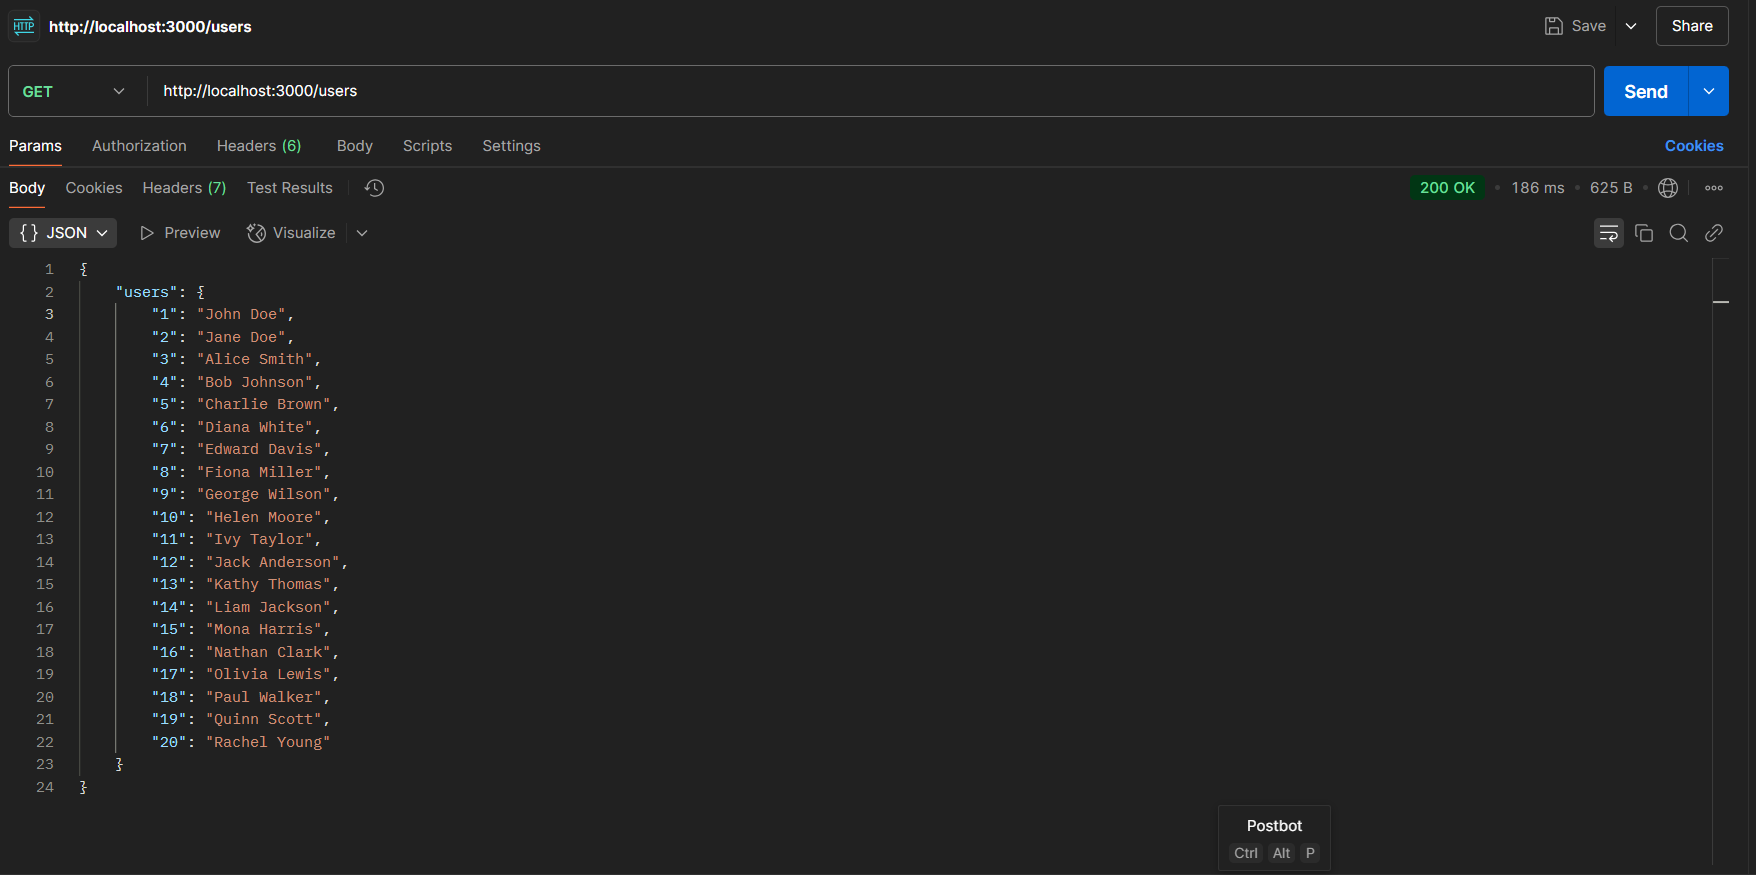 HTTP http://localhost:3000/users Save Share
GET http://localhost:3000/users Send
Params Authorization Headers (6) Body Scripts Settings Cookies
Body Cookies Headers (7) Test Results 200 OK • 186 ms • 625 B •
{} JSON Preview Visualize
1 {
2 "users": {
3 "1": "John Doe",
4 "2": "Jane Doe",
5 "3": "Alice Smith",
6 "4": "Bob Johnson",
7 "5": "Charlie Brown",
8 "6": "Diana White",
9 "7": "Edward Davis",
10 "8": "Fiona Miller",
11 "9": "George Wilson",
12 "10": "Helen Moore",
13 "11": "Ivy Taylor",
14 "12": "Jack Anderson",
15 "13": "Kathy Thomas",
16 "14": "Liam Jackson",
17 "15": "Mona Harris",
18 "16": "Nathan Clark",
19 "17": "Olivia Lewis",
20 "18": "Paul Walker",
21 "19": "Quinn Scott",
22 "20": "Rachel Young"
23 }
24 }
Postbot
Ctrl Alt P